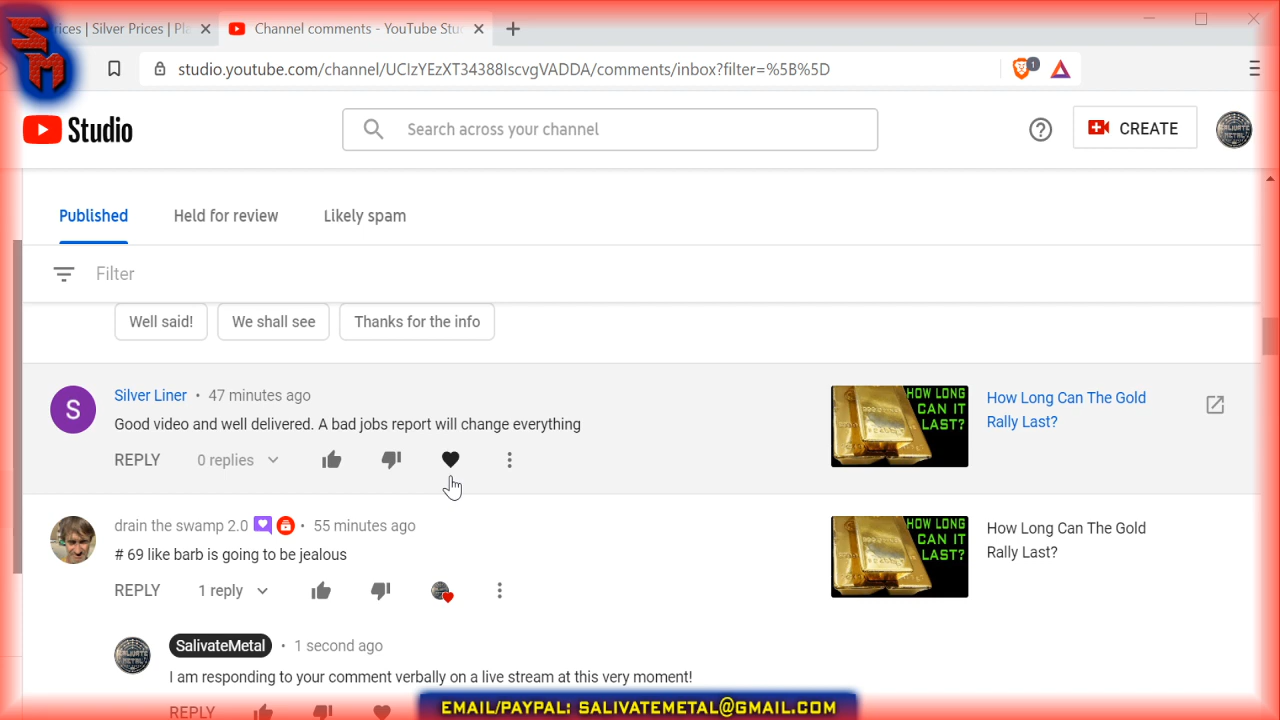 SM
rices | Silver Prices | Pla
Channel comments - YouTube Stu
studio.youtube.com/channel/UCIzYEzXT34388IscvgVADDA/comments/inbox?filter=%5B%5D
1
Studio
Search across your channel
CREATE
Published
Held for review
Likely spam
Filter
Well said!
We shall see
Thanks for the info
S
Silver Liner • 47 minutes ago
Good video and well delivered. A bad jobs report will change everything
REPLY
0 replies
HOW LONG
CAN IT
LAST?
How Long Can The Gold
Rally Last?
drain the swamp 2.0 • 55 minutes ago
# 69 like barb is going to be jealous
REPLY
1 reply
HOW LONG
CAN IT
LAST?
How Long Can The Gold
Rally Last?
SalivateMetal • 1 second ago
I am responding to your comment verbally on a live stream at this very moment!
REPLY
EMAIL/PAYPAL: SALIVATEMETAL@GMAIL.COM